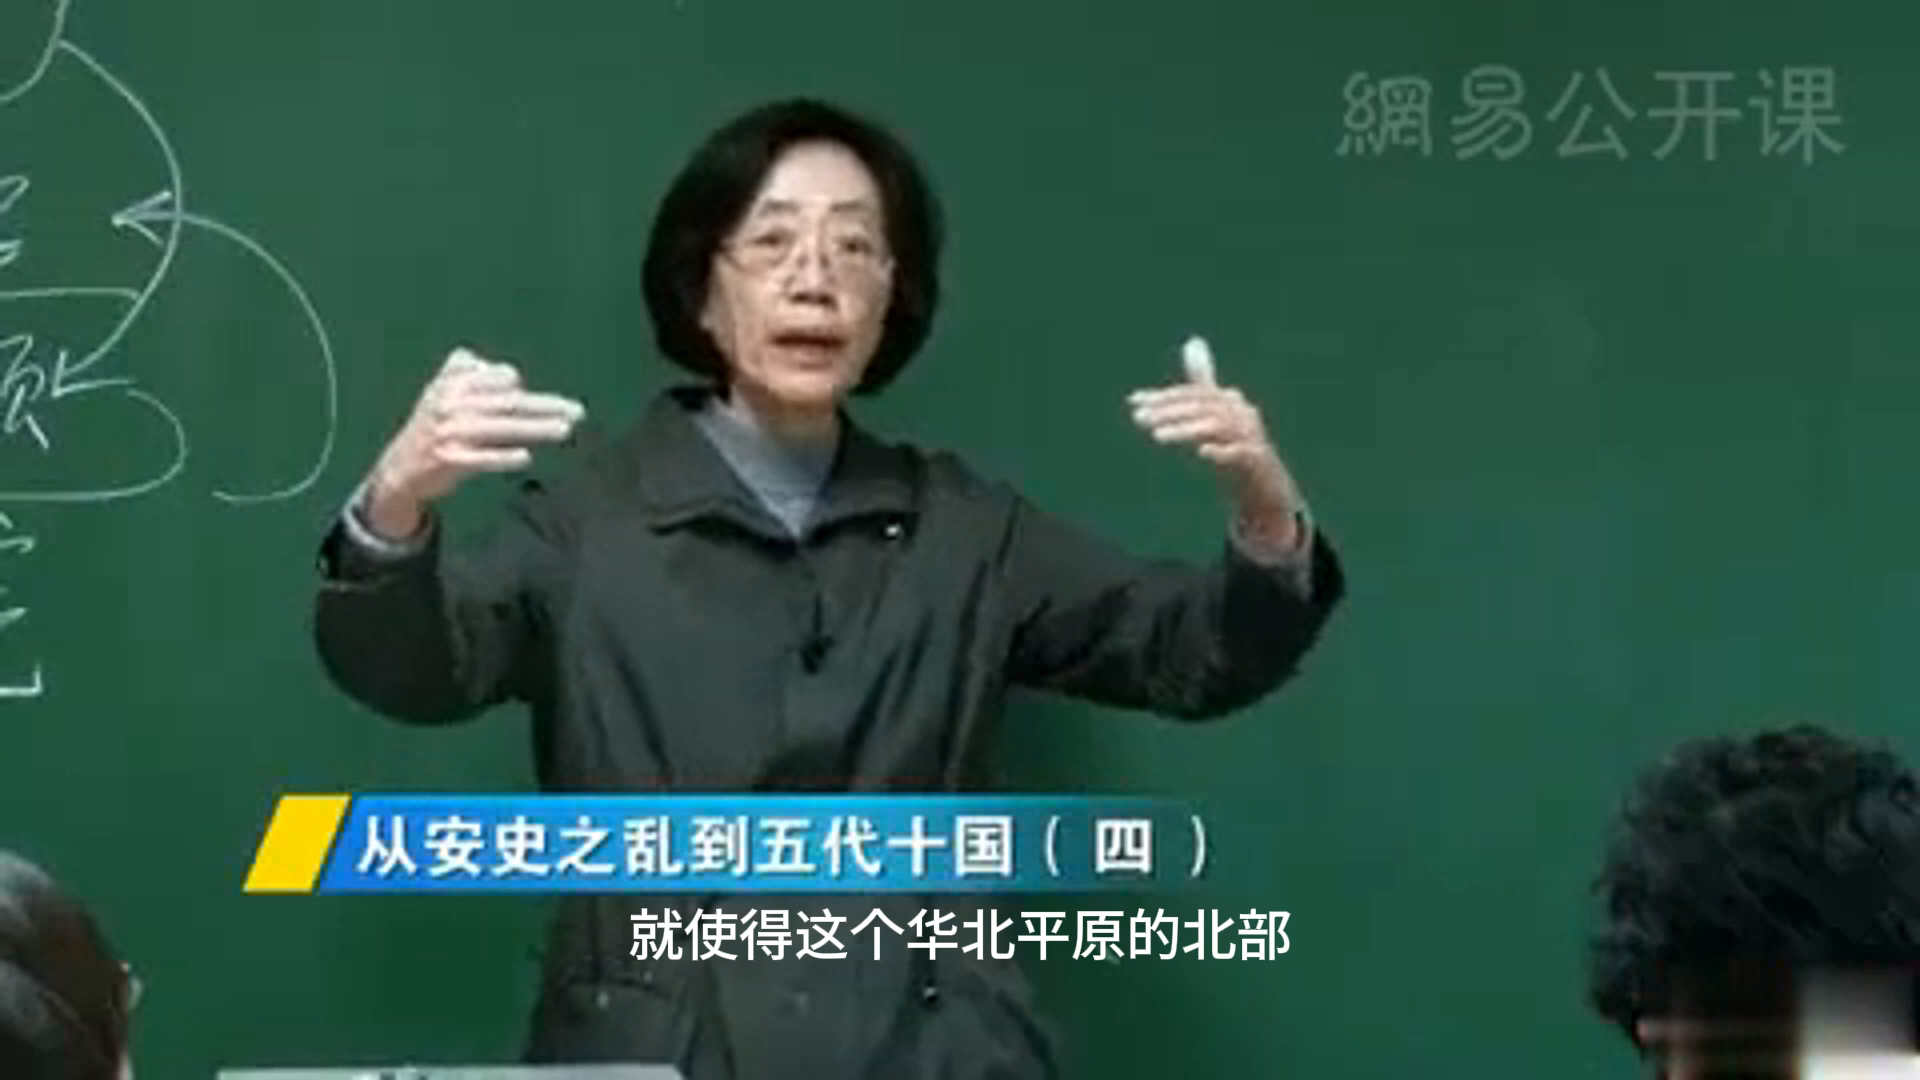 網易公开课
从安史之乱到五代十国（四）
就使得这个华北平原的北部